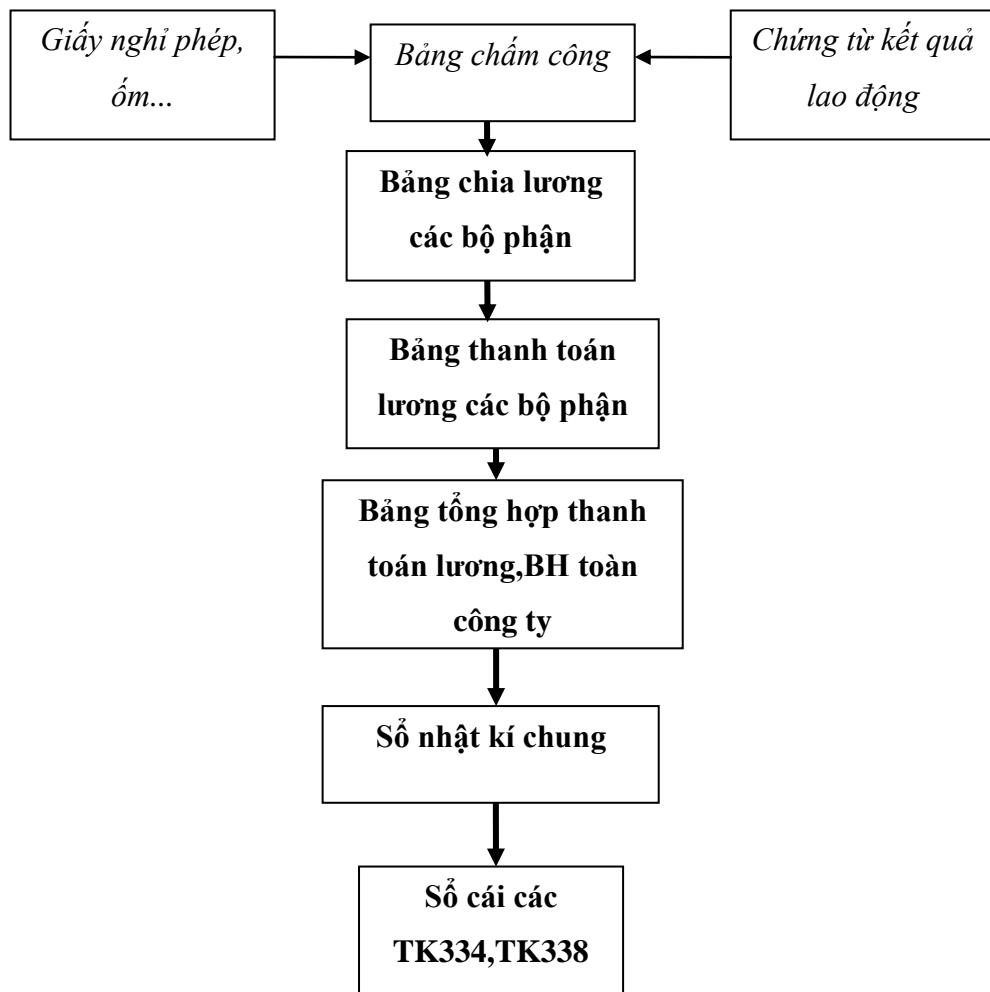 Giấy nghỉ phép,
ốm...
Bảng chấm công
Chứng từ kết quả
lao động
Bảng chia lương
các bộ phận
Bảng thanh toán
lương các bộ phận
Bảng tổng hợp thanh
toán lương,BH toàn
công ty
Sổ nhật kí chung
Sổ cái các
TK334,TK338